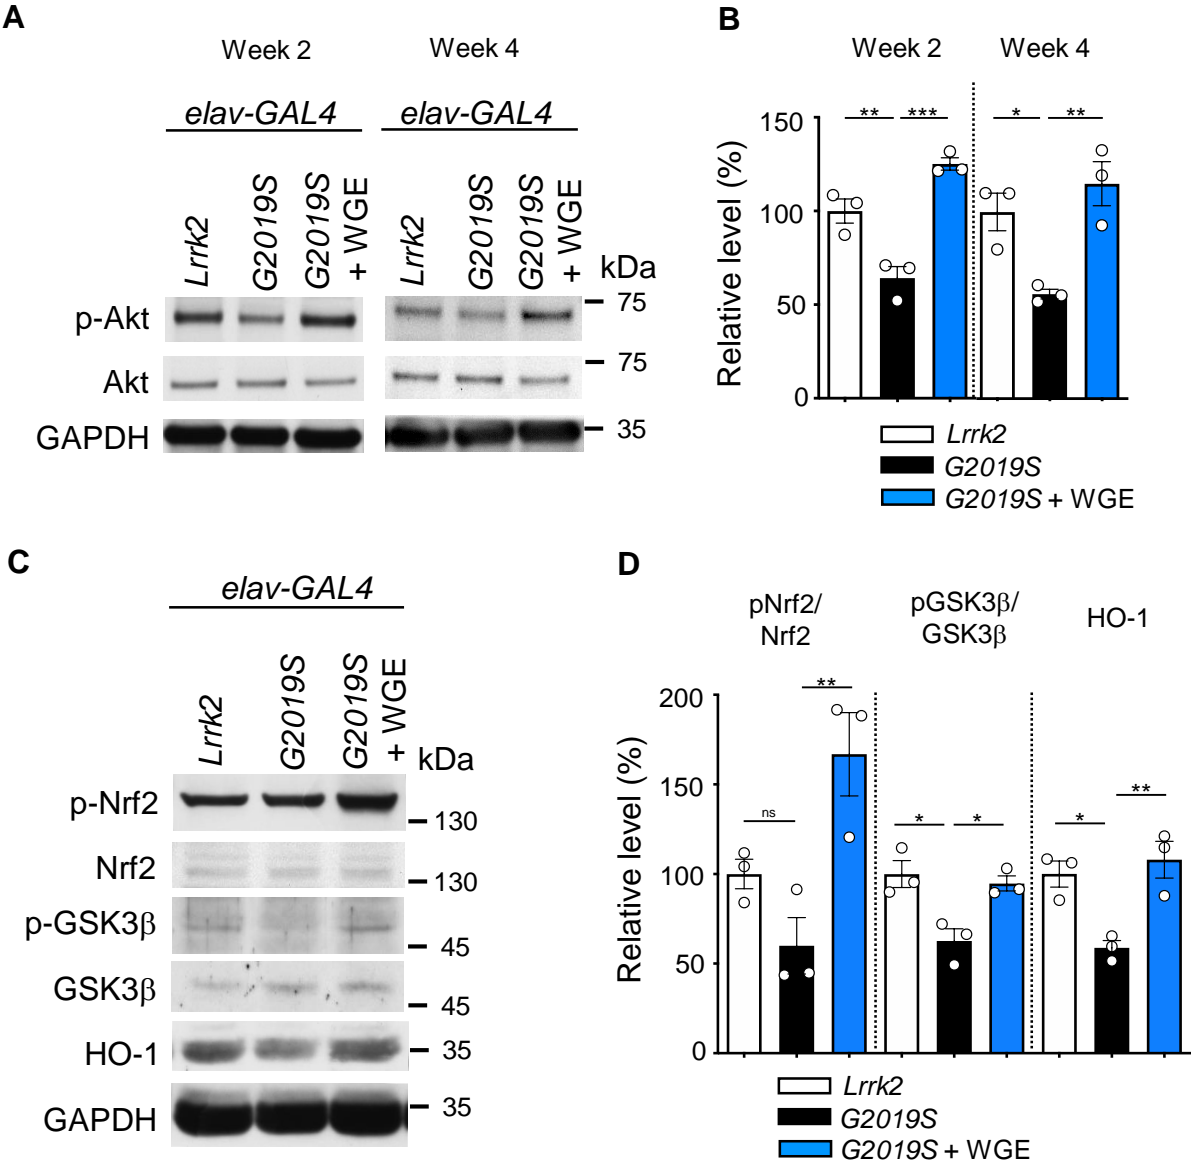 A
Week 2
Week 4
elav-GAL4
elav-GAL4
Lrrk2
G2019S
G2019S
+ WGE
Lrrk2
G2019S
G2019S
+ WGE
kDa
p-Akt
75
Akt
75
GAPDH
35
B
Week 2
Week 4
** *** * **
Relative level (%)
150
100
50
0
Lrrk2
G2019S
G2019S + WGE
C
elav-GAL4
Lrrk2
G2019S
G2019S
+ WGE
kDa
p-Nrf2
130
Nrf2
130
p-GSK3β
45
GSK3β
45
HO-1
35
GAPDH
35
D
pNrf2/
Nrf2
pGSK3β/
GSK3β
HO-1
**
ns * * * **
Relative level (%)
200
150
100
50
0
Lrrk2
G2019S
G2019S + WGE